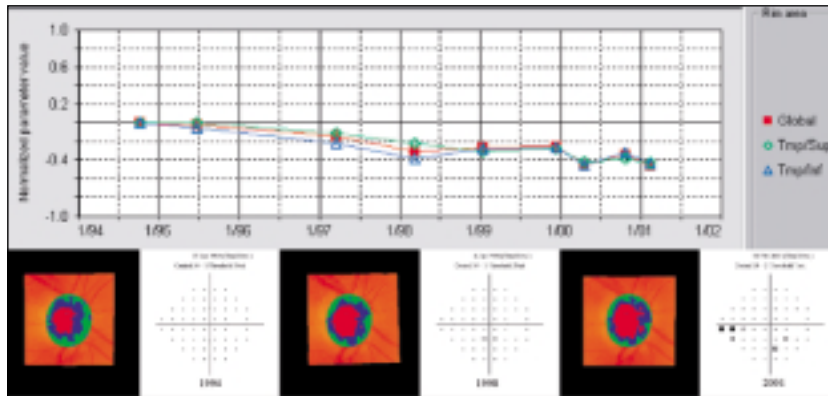 Rim area
Normalized parameter value
1.0
0.6
0.2
-0.4
-1.0
1/94 1/95 1/96 1/97 1/98 1/99 1/00 1/01 1/02
Global
Tmp/Sup
Tmp/Inf
1994
1998
2001